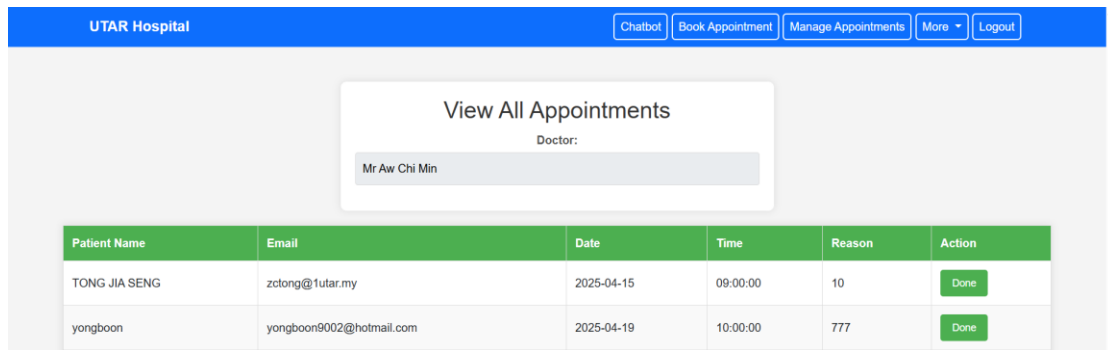 UTAR Hospital Chatbot Book Appointment Manage Appointments More Logout
View All Appointments
Doctor:
Mr Aw Chi Min
Patient Name Email Date Time Reason Action
TONG JIA SENG zctong@1utar.my 2025-04-15 09:00:00 10 Done
yongboon yongboon9002@hotmail.com 2025-04-19 10:00:00 777 Done